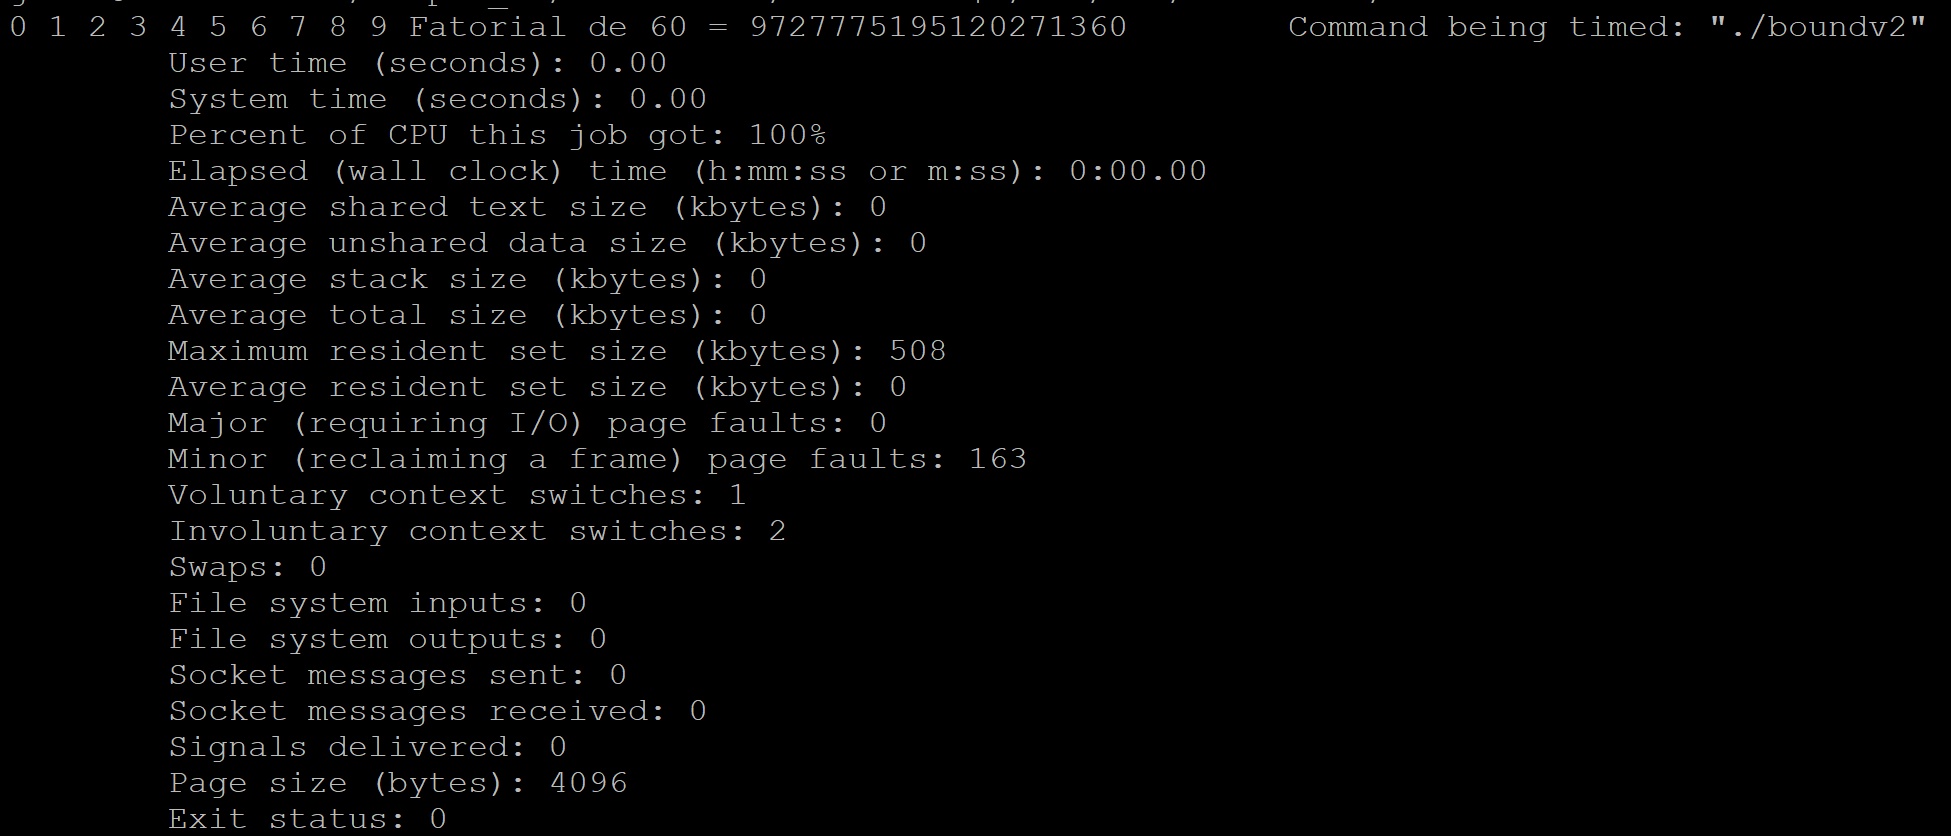 0 1 2 3 4 5 6 7 8 9 Fatorial de 60 = 9727775195120271360 Command being timed: "./boundv2"
User time (seconds): 0.00
System time (seconds): 0.00
Percent of CPU this job got: 100%
Elapsed (wall clock) time (h:mm:ss or m:ss): 0:00.00
Average shared text size (kbytes): 0
Average unshared data size (kbytes): 0
Average stack size (kbytes): 0
Average total size (kbytes): 0
Maximum resident set size (kbytes): 508
Average resident set size (kbytes): 0
Major (requiring I/O) page faults: 0
Minor (reclaiming a frame) page faults: 163
Voluntary context switches: 1
Involuntary context switches: 2
Swaps: 0
File system inputs: 0
File system outputs: 0
Socket messages sent: 0
Socket messages received: 0
Signals delivered: 0
Page size (bytes): 4096
Exit status: 0